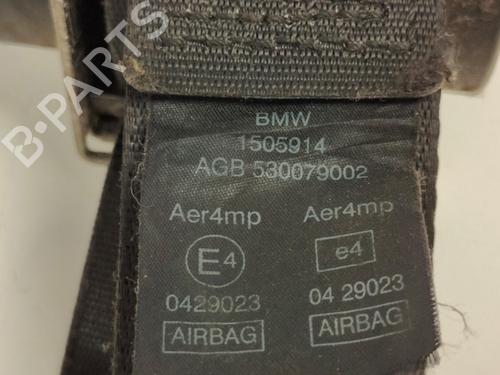 BMW
1505914
AGB 530079002
Aer4mp Aer4mp
E4 e4
0429023 04 29023
AIRBAG AIRBAG
B-PARTS